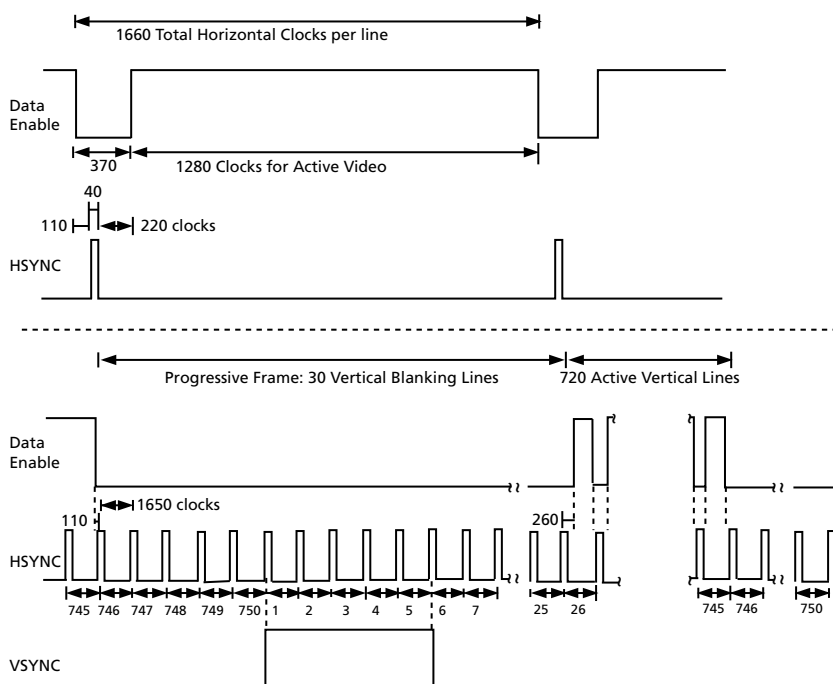 1660 Total Horizontal Clocks per line
Data
Enable
370
1280 Clocks for Active Video
40
110
220 clocks
HSYNC
Progressive Frame: 30 Vertical Blanking Lines
720 Active Vertical Lines
Data
Enable
1650 clocks
110
260
HSYNC
745 746 747 748 749 750 1 2 3 4 5 6 7 25 26 745 746 750
VSYNC